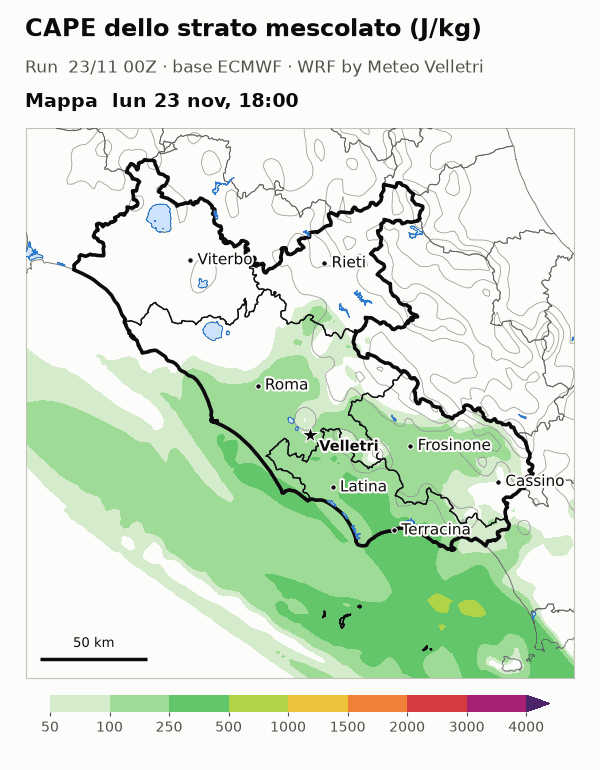 CAPE dello strato mescolato (J/kg)
Run  23/11 00Z · base ECMWF · WRF by Meteo Velletri
Mappa  lun 23 nov, 18:00
Viterbo
Rieti
Roma
Velletri
Frosinone
Latina
Cassino
Terracina
50 km
50 100 250 500 1000 1500 2000 3000 4000